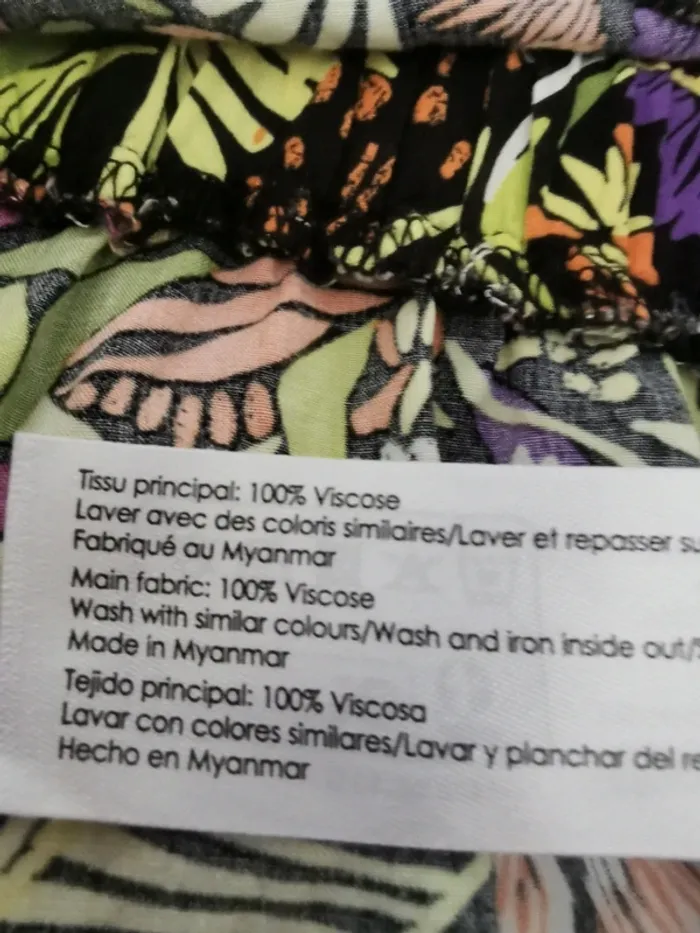 Tissu principal: 100% Viscose
Laver avec des coloris similaires/Laver et repasser su
Fabriqué au Myanmar
Main fabric: 100% Viscose
Wash with similar colours/Wash and iron inside out/
Made in Myanmar
Tejido principal: 100% Viscosa
Lavar con colores similares/Lavar y planchar del re
Hecho en Myanmar